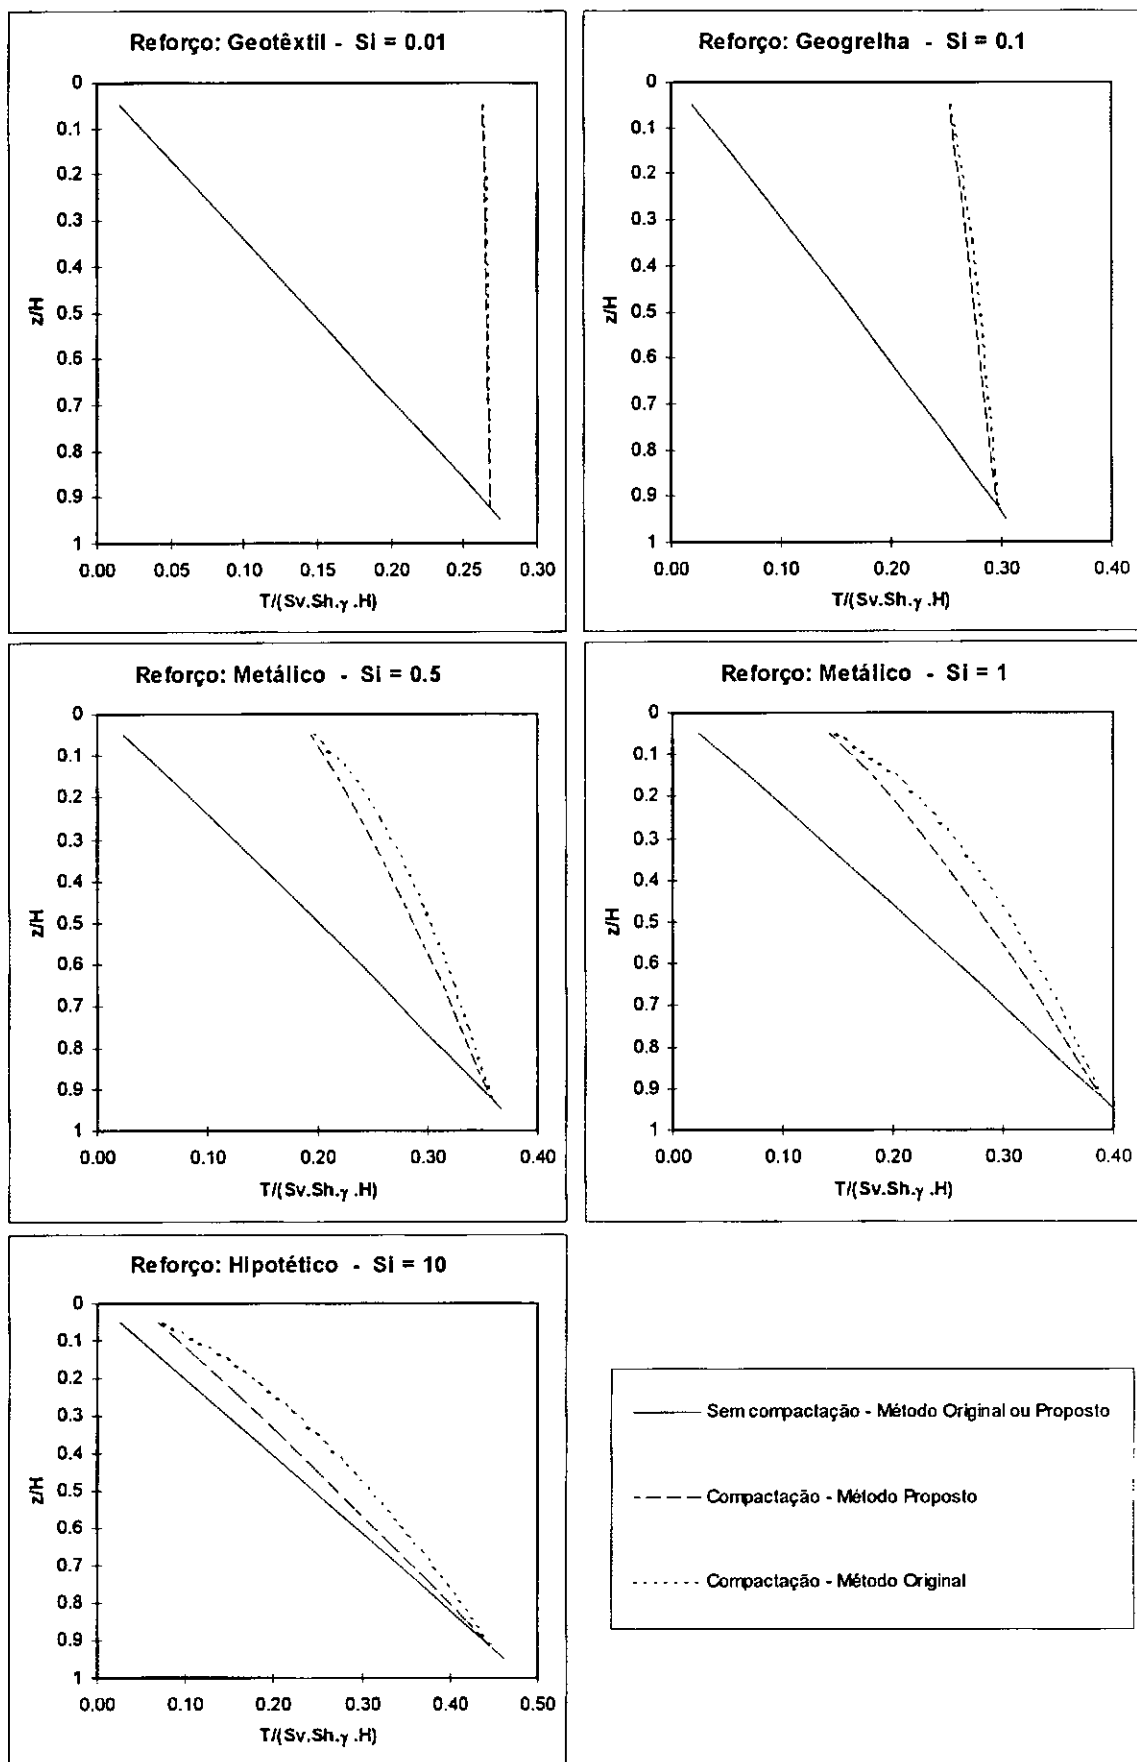 Reforço: Geotêxtil - Si = 0.01
0
0.1
0.2
0.3
0.4
0.5
0.6
0.7
0.8
0.9
1
z/H
0.00 0.05 0.10 0.15 0.20 0.25 0.30
T/(Sv.Sh.γ.H)
Reforço: Geogrelha - Si = 0.1
0
0.1
0.2
0.3
0.4
0.5
0.6
0.7
0.8
0.9
1
z/H
0.00 0.10 0.20 0.30 0.40
T/(Sv.Sh.γ.H)
Reforço: Metálico - Si = 0.5
0
0.1
0.2
0.3
0.4
0.5
0.6
0.7
0.8
0.9
1
z/H
0.00 0.10 0.20 0.30 0.40
T/(Sv.Sh.γ.H)
Reforço: Metálico - Si = 1
0
0.1
0.2
0.3
0.4
0.5
0.6
0.7
0.8
0.9
1
z/H
0.00 0.10 0.20 0.30 0.40
T/(Sv.Sh.γ.H)
Reforço: Hipotético - Si = 10
0
0.1
0.2
0.3
0.4
0.5
0.6
0.7
0.8
0.9
1
z/H
0.00 0.10 0.20 0.30 0.40 0.50
T/(Sv.Sh.γ.H)
Sem compactação - Método Original ou Proposto
Compactação - Método Proposto
Compactação - Método Original